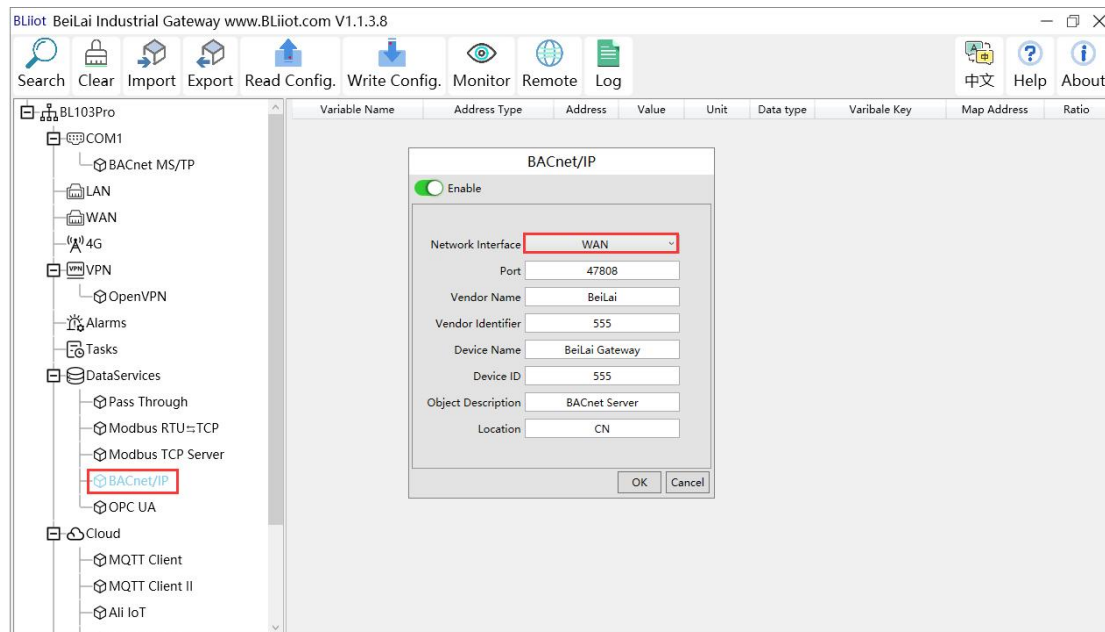 BLiiot BeiLai Industrial Gateway www.BLiiot.com V1.1.3.8
Search Clear Import Export Read Config. Write Config. Monitor Remote Log 中文 Help About
Variable Name Address Type Address Value Unit Data type Varibale Key Map Address Ratio
BL103Pro
COM1
BACnet MS/TP
LAN
WAN
4G
VPN VPN
OpenVPN
Alarms
Tasks
DataServices
Pass Through
Modbus RTU⇆TCP
Modbus TCP Server
BACnet/IP
OPC UA
Cloud
MQTT Client
MQTT Client II
Ali IoT
BACnet/IP
Enable
Network Interface WAN
Port 47808
Vendor Name BeiLai
Vendor Identifier 555
Device Name BeiLai Gateway
Device ID 555
Object Description BACnet Server
Location CN
OK Cancel